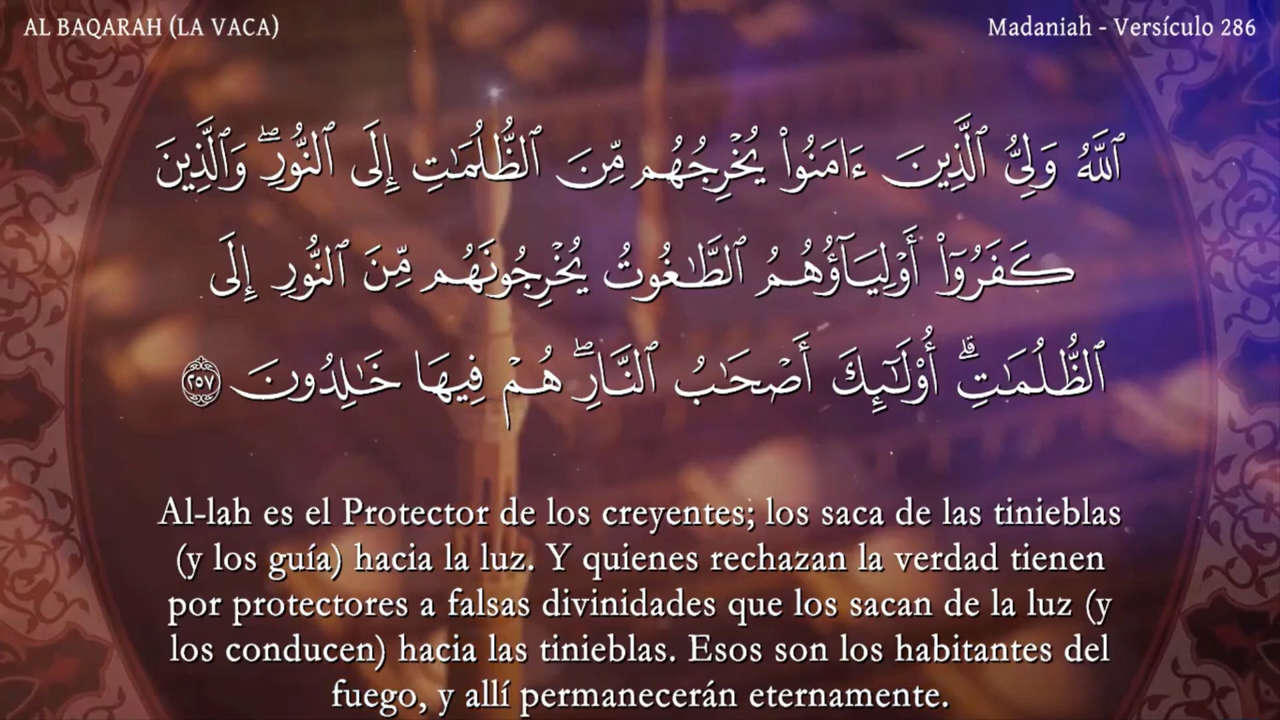 AL BAQARAH (LA VACA)
Madaniah - Versículo 286
ٱللَّهُ وَلِىُّ ٱلَّذِينَ ءَامَنُوا۟ يُخْرِجُهُم مِّنَ ٱلظُّلُمَـٰتِ إِلَى ٱلنُّورِ ۖ وَٱلَّذِينَ
كَفَرُوٓا۟ أَوْلِيَآؤُهُمُ ٱلطَّـٰغُوتُ يُخْرِجُونَهُم مِّنَ ٱلنُّورِ إِلَى
ٱلظُّلُمَـٰتِ ۗ أُو۟لَـٰٓئِكَ أَصْحَـٰبُ ٱلنَّارِ ۖ هُمْ فِيهَا خَـٰلِدُونَ ٢٥٧
Al-lah es el Protector de los creyentes; los saca de las tinieblas
(y los guía) hacia la luz. Y quienes rechazan la verdad tienen
por protectores a falsas divinidades que los sacan de la luz (y
los conducen) hacia las tinieblas. Esos son los habitantes del
fuego, y allí permanecerán eternamente.